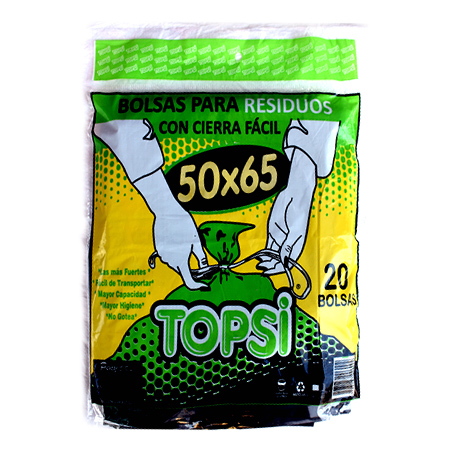 BOLSAS PARA RESIDUOS
CON CIERRA FÁCIL
50x65
*Las más Fuertes*
*Fácil de Transportar*
*Mayor Capacidad*
*Mayor Higiene*
*No Gotea*
20
BOLSAS
TOPSi